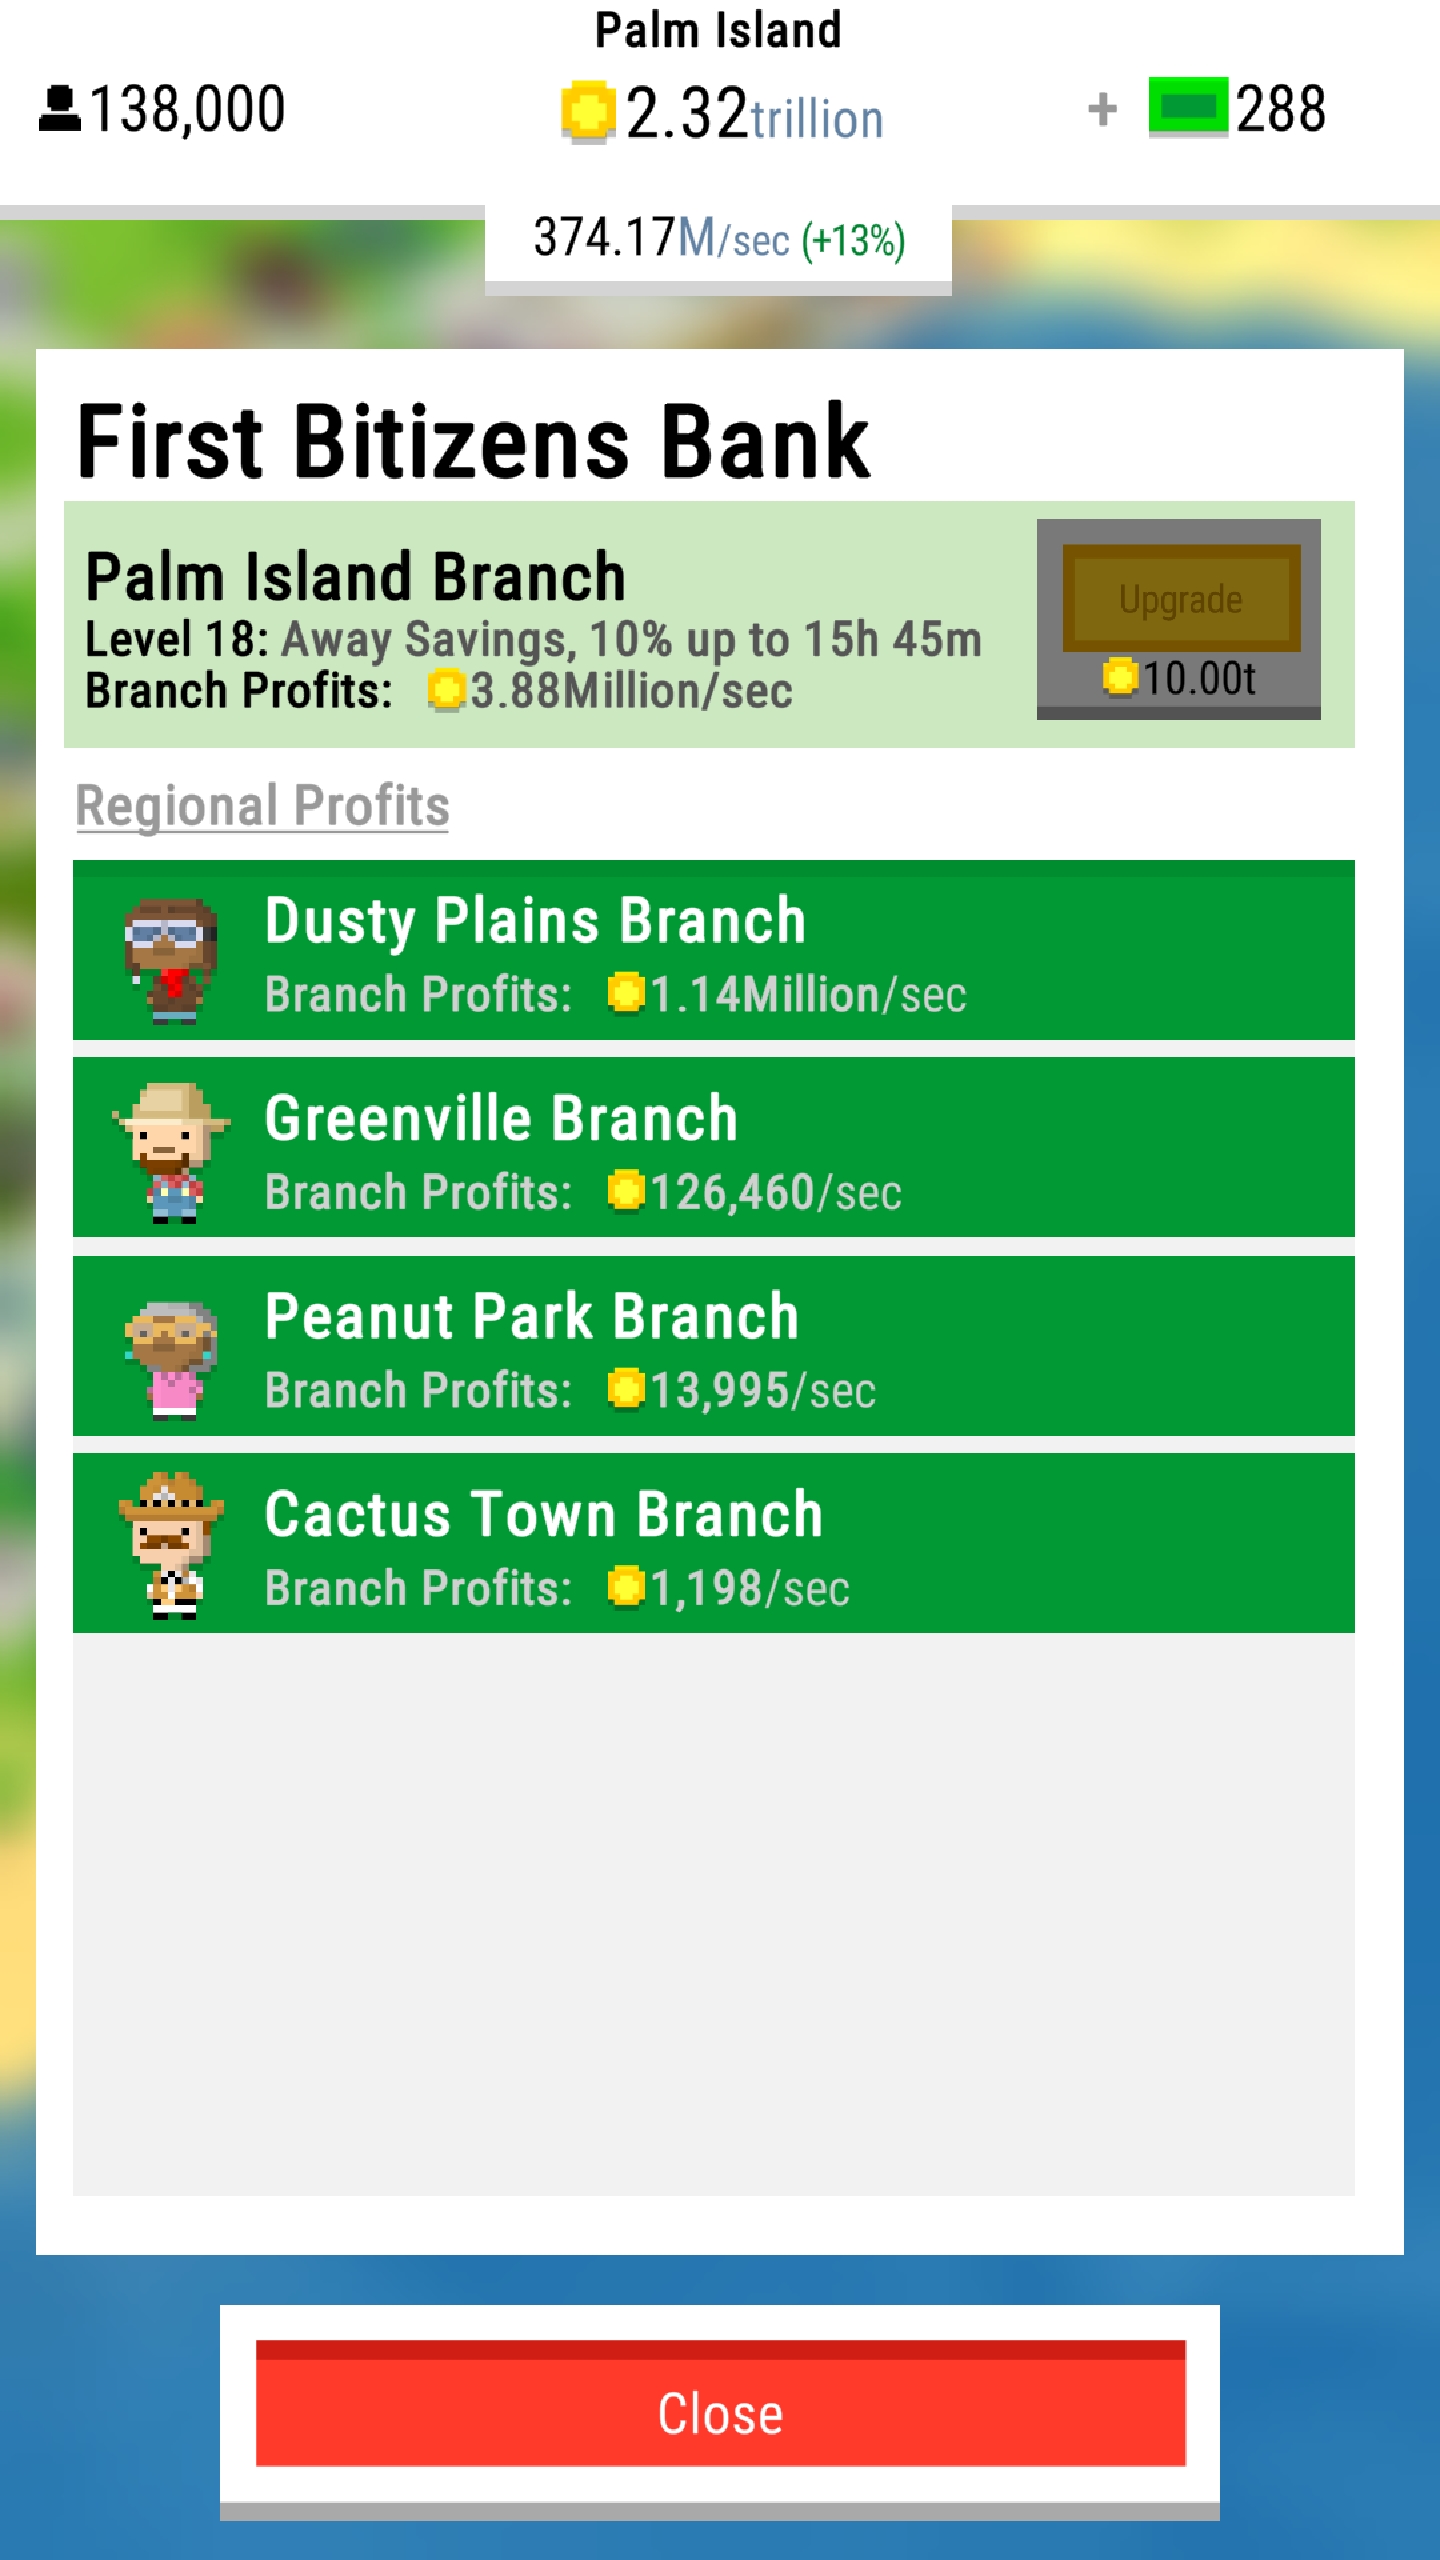 Palm Island
138,000
2.32trillion
+ 288
374.17M/sec (+13%)
First Bitizens Bank
Palm Island Branch
Level 18: Away Savings, 10% up to 15h 45m
Branch Profits: 3.88Million/sec
Upgrade
10.00t
Regional Profits
Dusty Plains Branch
Branch Profits: 1.14Million/sec
Greenville Branch
Branch Profits: 126,460/sec
Peanut Park Branch
Branch Profits: 13,995/sec
Cactus Town Branch
Branch Profits: 1,198/sec
Close